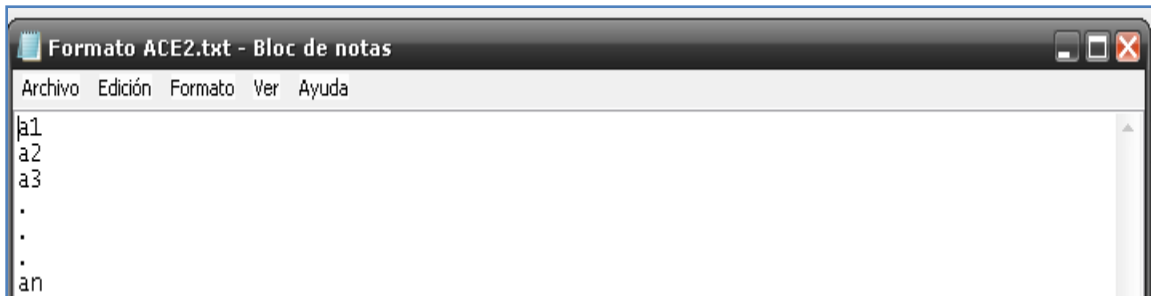 Formato ACE2.txt - Bloc de notas
Archivo Edición Formato Ver Ayuda
a1
a2
a3
.
.
.
an